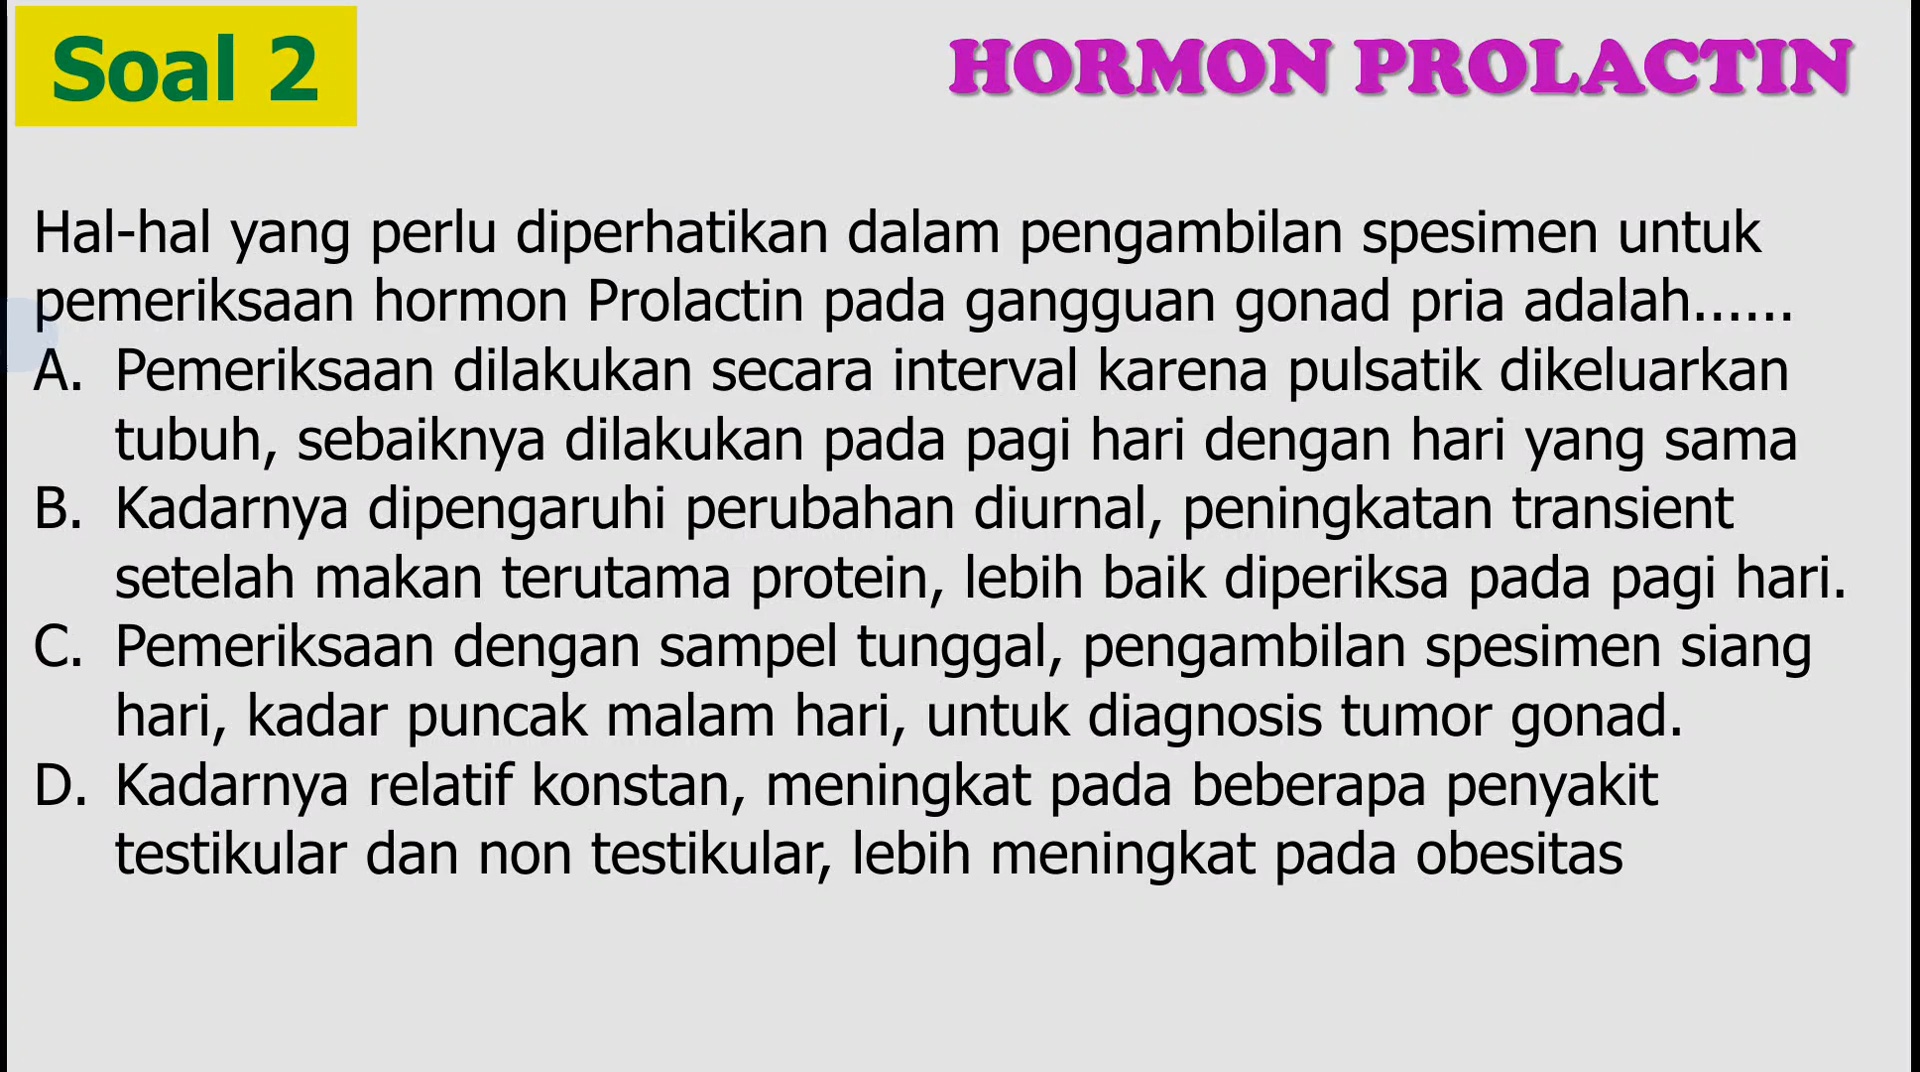 Soal 2
HORMON PROLACTIN
Hal-hal yang perlu diperhatikan dalam pengambilan spesimen untuk
pemeriksaan hormon Prolactin pada gangguan gonad pria adalah......
A. Pemeriksaan dilakukan secara interval karena pulsatik dikeluarkan
tubuh, sebaiknya dilakukan pada pagi hari dengan hari yang sama
B. Kadarnya dipengaruhi perubahan diurnal, peningkatan transient
setelah makan terutama protein, lebih baik diperiksa pada pagi hari.
C. Pemeriksaan dengan sampel tunggal, pengambilan spesimen siang
hari, kadar puncak malam hari, untuk diagnosis tumor gonad.
D. Kadarnya relatif konstan, meningkat pada beberapa penyakit
testikular dan non testikular, lebih meningkat pada obesitas